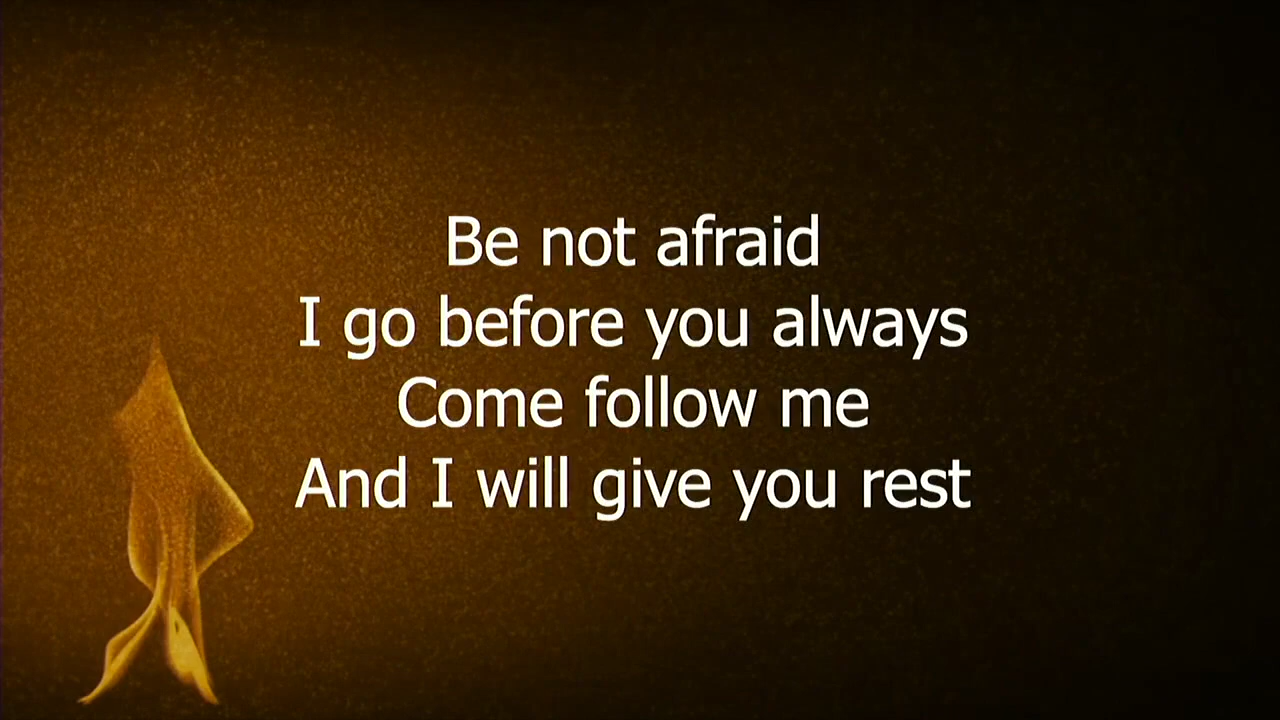 Be not afraid
I go before you always
Come follow me
And I will give you rest